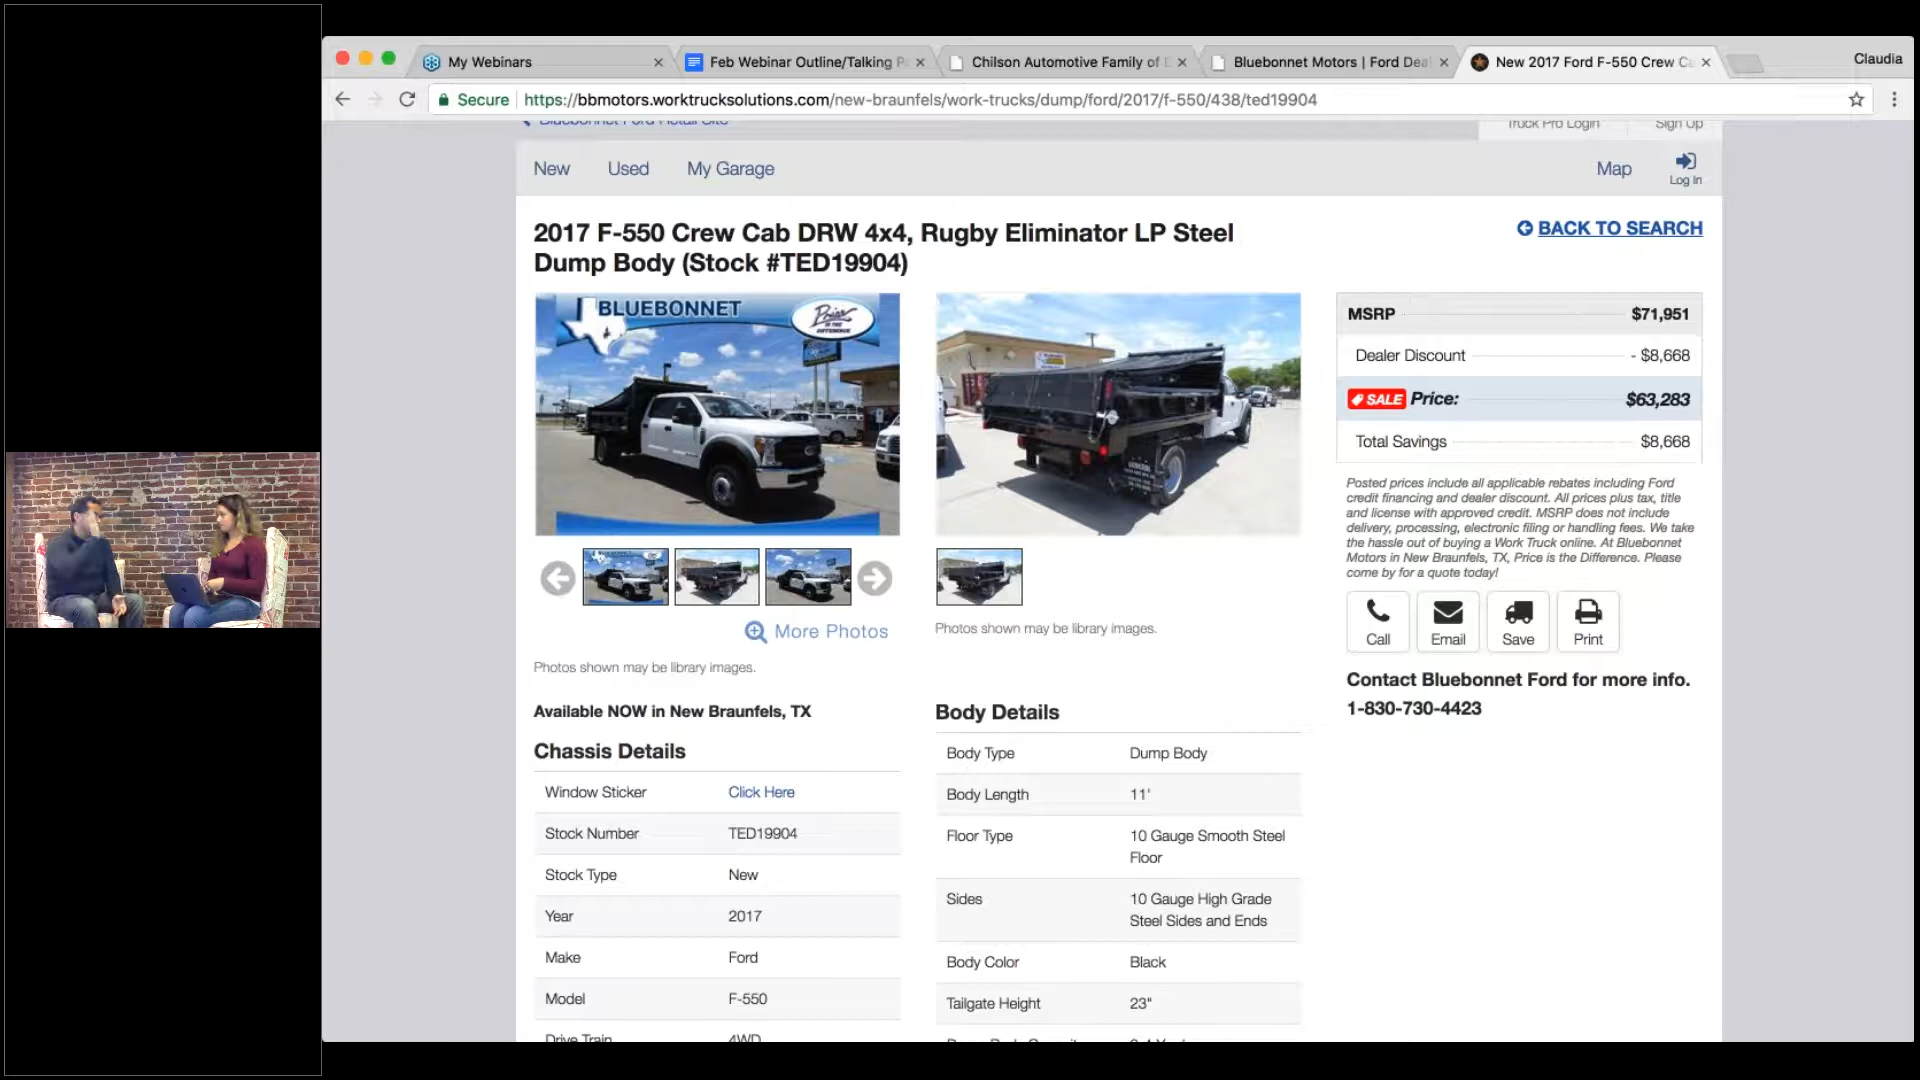 My Webinars
Feb Webinar Outline/Talking P
Chilson Automotive Family of
Bluebonnet Motors | Ford Dea
New 2017 Ford F-550 Crew C
Claudia
Secure
https://bbmotors.worktrucksolutions.com/new-braunfels/work-trucks/dump/ford/2017/f-550/438/ted19904
Bluebonnet Ford Retail Site
Truck Pro Login
Sign Up
New
Used
My Garage
Map
Log In
2017 F-550 Crew Cab DRW 4x4, Rugby Eliminator LP Steel
Dump Body (Stock #TED19904)
BACK TO SEARCH
BLUEBONNET
Price
IS THE
DIFFERENCE
More Photos
Photos shown may be library images.
Photos shown may be library images.
MSRP $71,951
Dealer Discount - $8,668
SALE Price: $63,283
Total Savings $8,668
Posted prices include all applicable rebates including Ford
credit financing and dealer discount. All prices plus tax, title
and license with approved credit. MSRP does not include
delivery, processing, electronic filing or handling fees. We take
the hassle out of buying a Work Truck online. At Bluebonnet
Motors in New Braunfels, TX, Price is the Difference. Please
come by for a quote today!
Call
Email
Save
Print
Contact Bluebonnet Ford for more info.
1-830-730-4423
Available NOW in New Braunfels, TX
Chassis Details
Window Sticker Click Here
Stock Number TED19904
Stock Type New
Year 2017
Make Ford
Model F-550
Drive Train 4WD
Body Details
Body Type Dump Body
Body Length 11'
Floor Type 10 Gauge Smooth Steel
Floor
Sides 10 Gauge High Grade
Steel Sides and Ends
Body Color Black
Tailgate Height 23"